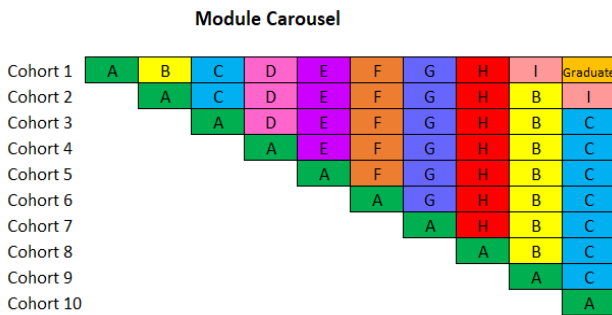 Module Carousel
Cohort 1 A B C D E F G H I Graduate
Cohort 2 A C D E F G H B I
Cohort 3 A D E F G H B C
Cohort 4 A E F G H B C
Cohort 5 A F G H B C
Cohort 6 A G H B C
Cohort 7 A H B C
Cohort 8 A B C
Cohort 9 A C
Cohort 10 A